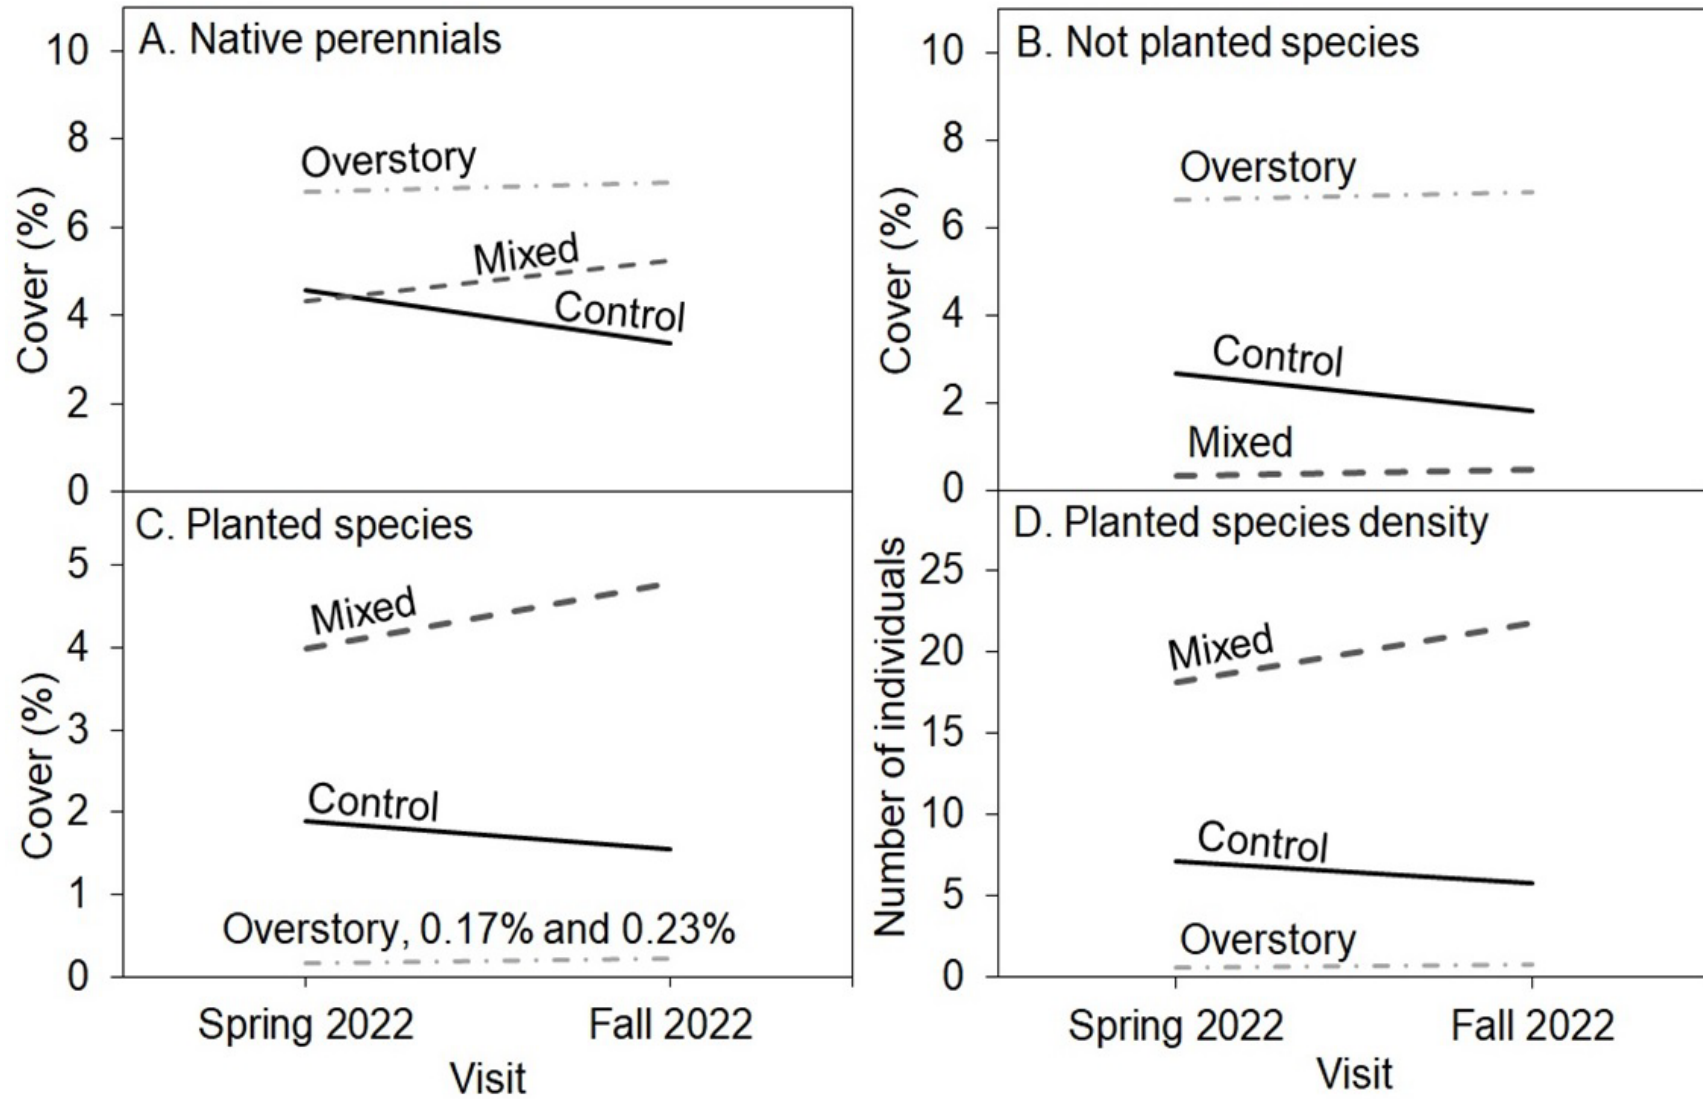 A. Native perennials
10
8
6
4
2
0
Cover (%)
Overstory
Mixed
Control
B. Not planted species
10
8
6
4
2
0
Cover (%)
Overstory
Control
Mixed
C. Planted species
5
4
3
2
1
0
Cover (%)
Mixed
Control
Overstory, 0.17% and 0.23%
Spring 2022
Fall 2022
Visit
D. Planted species density
25
20
15
10
5
0
Number of individuals
Mixed
Control
Overstory
Spring 2022
Fall 2022
Visit